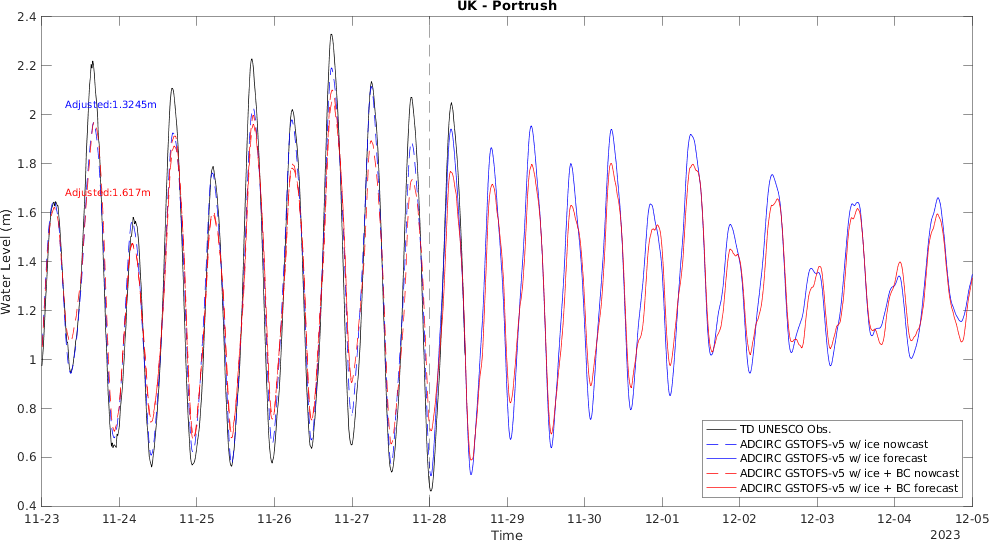 UK - Portrush
2.4
2.2
2
1.8
1.6
1.4
1.2
1
0.8
0.6
0.4
Water Level (m)
Adjusted:1.3245m
Adjusted:1.617m
TD UNESCO Obs.
ADCIRC GSTOFS-v5 w/ ice nowcast
ADCIRC GSTOFS-v5 w/ ice forecast
ADCIRC GSTOFS-v5 w/ ice + BC nowcast
ADCIRC GSTOFS-v5 w/ ice + BC forecast
11-23 11-24 11-25 11-26 11-27 11-28 11-29 11-30 12-01 12-02 12-03 12-04 12-05
Time
2023